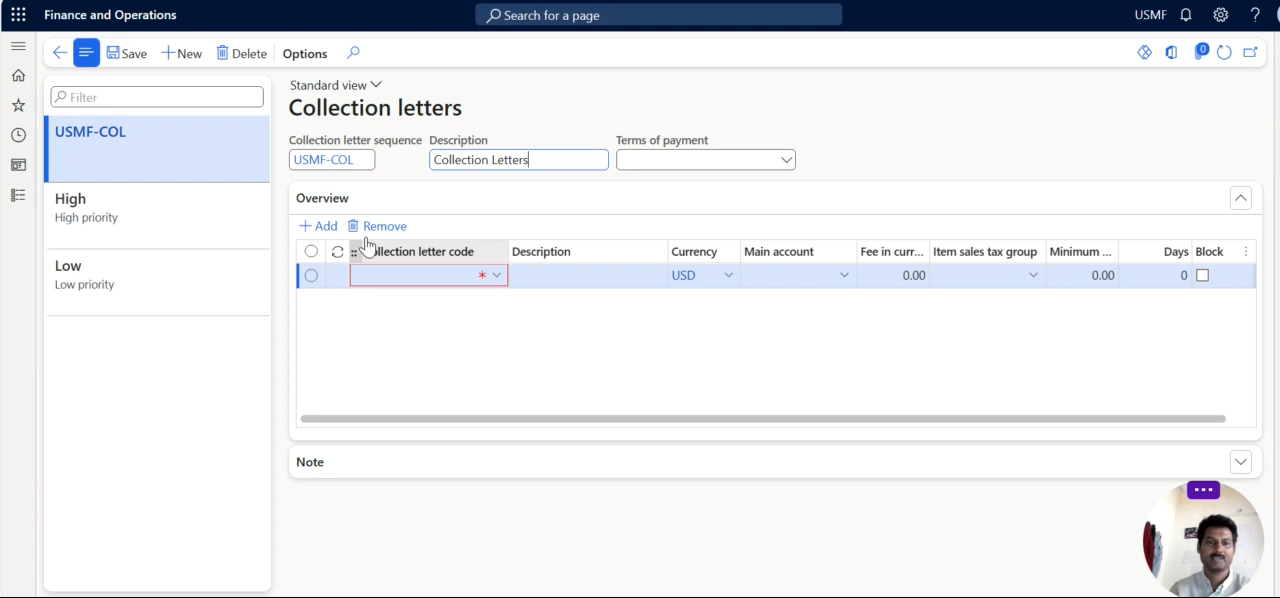 Finance and Operations
Search for a page
USMF
Save
New
Delete
Options
0
Filter
USMF-COL
High
High priority
Low
Low priority
Standard view
Collection letters
Collection letter sequence Description Terms of payment
USMF-COL Collection Letters
Overview
Add Remove
ollection letter code Description Currency Main account Fee in curr... Item sales tax group Minimum ... Days Block
* USD 0.00 0.00 0
Note